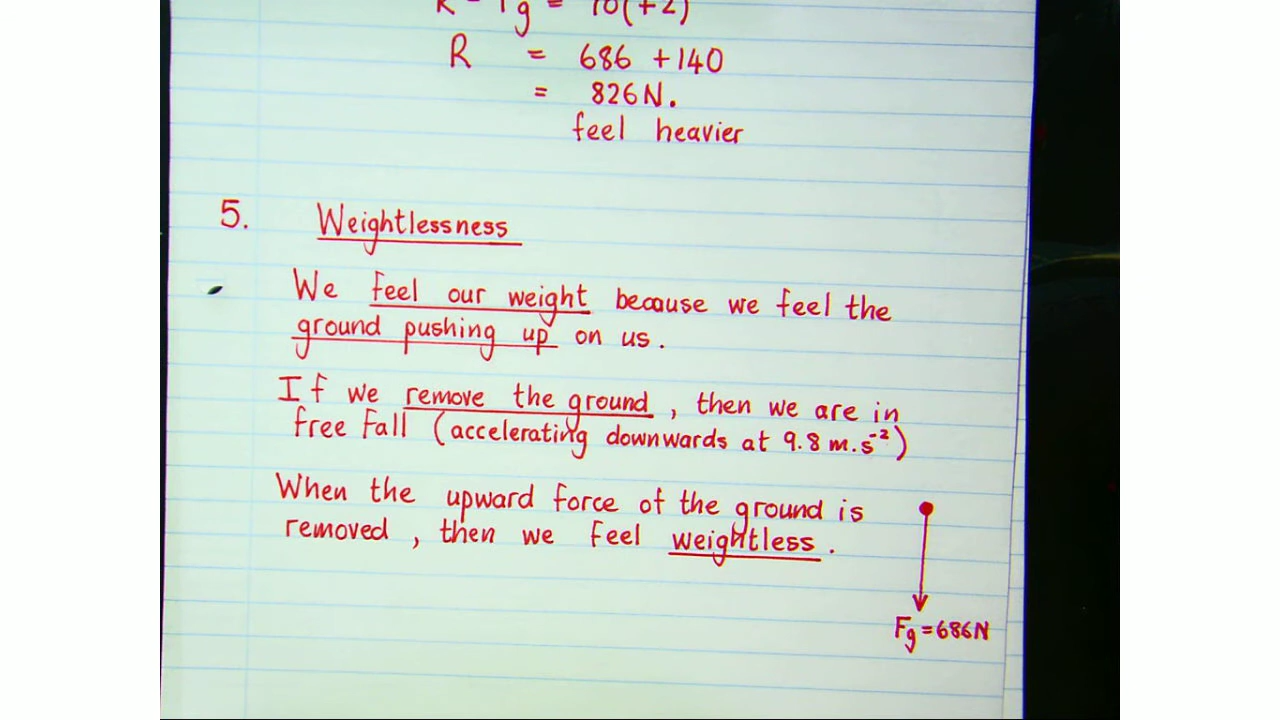 = 10(+2)
R = 686 + 140
= 826N.
feel heavier
5. Weightlessness
We feel our weight because we feel the
ground pushing up on us.
If we remove the ground, then we are in
free fall (accelerating downwards at 9.8 m.s⁻²)
When the upward force of the ground is
removed, then we feel weightless.
Fg = 686N